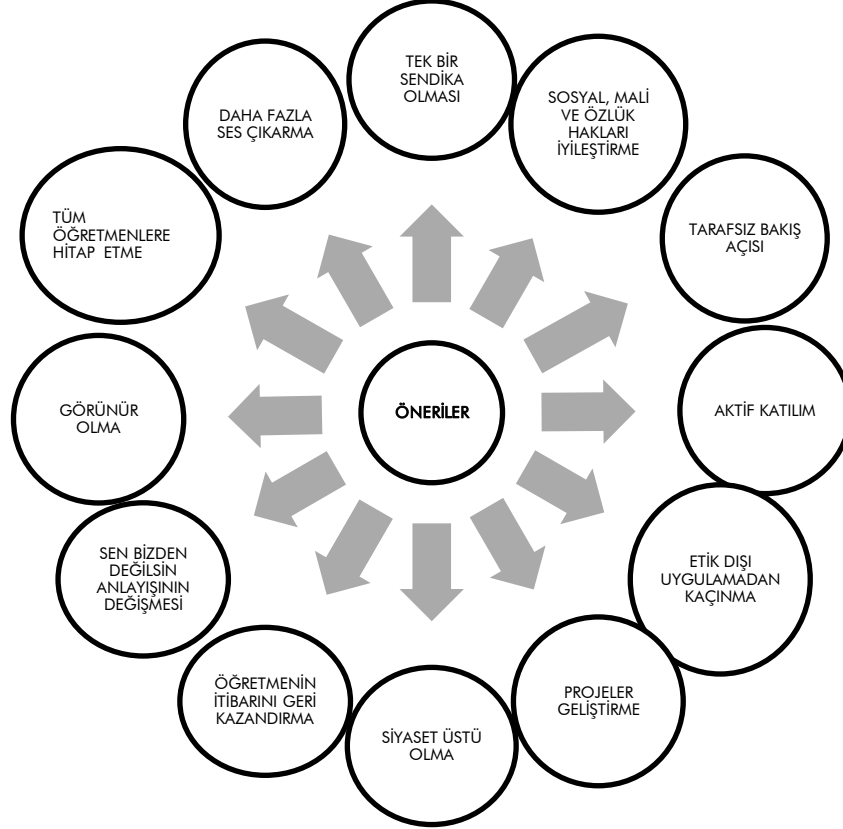 TEK BİR
SENDİKA
OLMASI
SOSYAL, MALİ
VE ÖZLÜK
HAKLARI
İYİLEŞTİRME
TARAFSIZ BAKIŞ
AÇISI
AKTİF KATILIM
ETİK DIŞI
UYGULAMADAN
KAÇINMA
PROJELER
GELİŞTİRME
SİYASET ÜSTÜ
OLMA
ÖĞRETMENİN
İTİBARINI GERİ
KAZANDIRMA
SEN BİZDEN
DEĞİLSİN
ANLAYIŞININ
DEĞİŞMESİ
GÖRÜNÜR
OLMA
TÜM
ÖĞRETMENLERE
HİTAP ETME
DAHA FAZLA
SES ÇIKARMA
ÖNERİLER